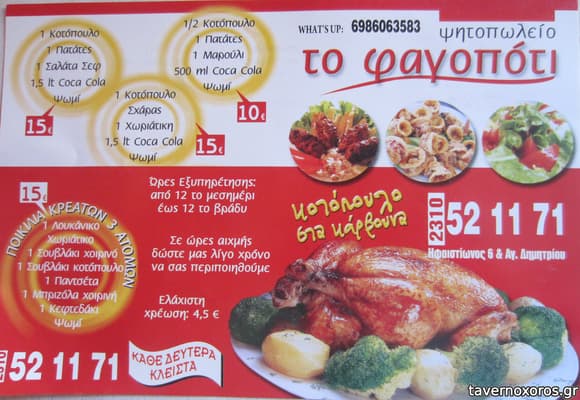 1 Κοτόπουλο
1 Πατάτες
1 Σαλάτα Σεφ
1,5 lt Coca Cola
Ψωμί
15€
1/2 Κοτόπουλο
1 Πατάτες
1 Μαρούλι
500 ml Coca Cola
Ψωμί
10€
1 Κοτόπουλο
Σχάρας
1 Χωριάτικη
1,5 lt Coca Cola
Ψωμί
15€
WHAT'S UP: 6986063583
ψητοπωλείο
το φαγοπότι
15€
ΠΟΙΚΙΛΙΑ ΚΡΕΑΤΩΝ 3 ΑΤΟΜΩΝ
1 Λουκάνικο
Χωριάτικο
1 Σουβλάκι χοιρινό
1 Σουβλάκι κοτόπουλο
1 Πανσέτα
1 Μπριζόλα χοιρινή
1 Κεφτεδάκι
Ψωμί
Ώρες Εξυπηρέτησης:
από 12 το μεσημέρι
έως 12 το βράδυ
Σε ώρες αιχμής
δώστε μας λίγο χρόνο
να σας περιποιηθούμε
Ελάχιστη
χρέωση: 4,5 €
κοτόπουλο
στα κάρβουνα
2310 52 11 71
Ηφαιστίωνος 6 & Αγ. Δημητρίου
2310 52 11 71
ΚΑΘΕ ΔΕΥΤΕΡΑ
ΚΛΕΙΣΤΑ
tavernoxoros.gr